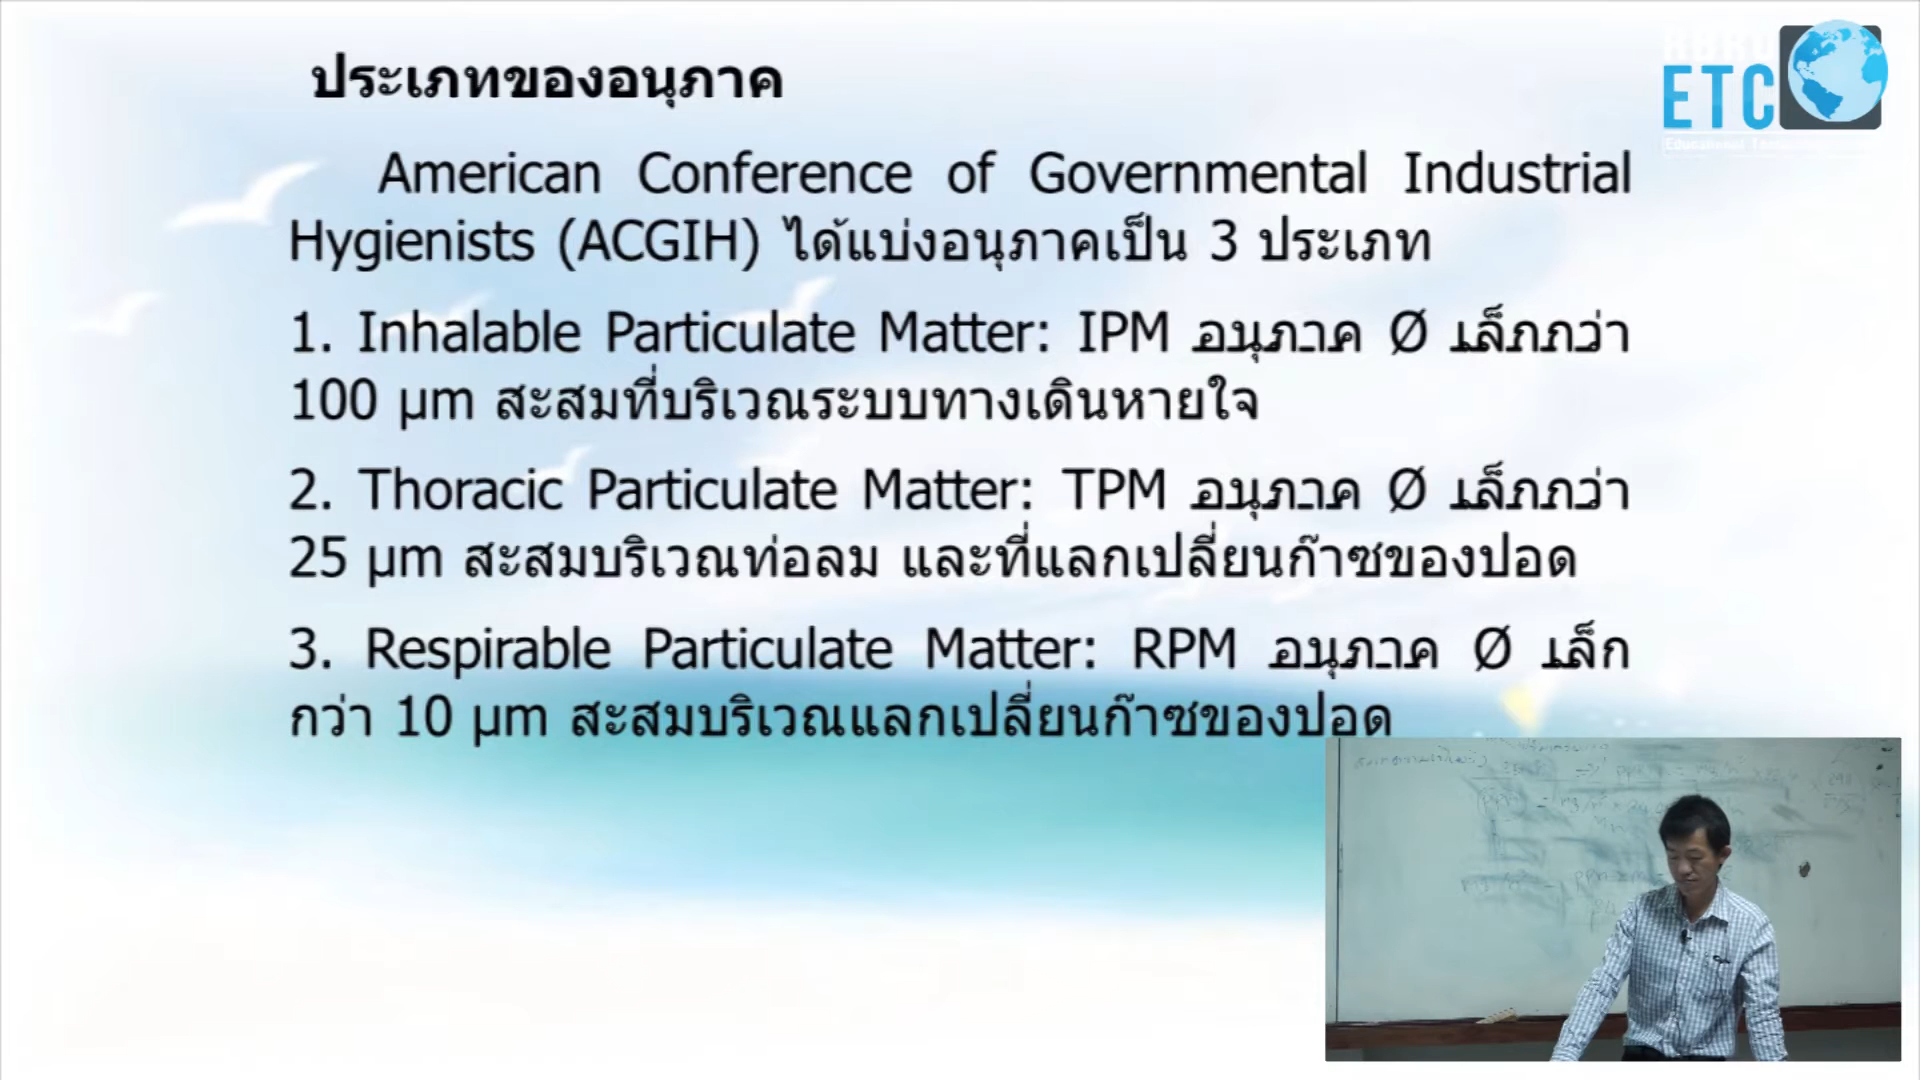 ประเภทของอนุภาค
ETC
American Conference of Governmental Industrial
Hygienists (ACGIH) ได้แบ่งอนุภาคเป็น 3 ประเภท
1. Inhalable Particulate Matter: IPM อนุภาค Ø เล็กกว่า
100 µm สะสมที่บริเวณระบบทางเดินหายใจ
2. Thoracic Particulate Matter: TPM อนุภาค Ø เล็กกว่า
25 µm สะสมบริเวณท่อลม และที่แลกเปลี่ยนก๊าซของปอด
3. Respirable Particulate Matter: RPM อนุภาค Ø เล็ก
กว่า 10 µm สะสมบริเวณแลกเปลี่ยนก๊าซของปอด